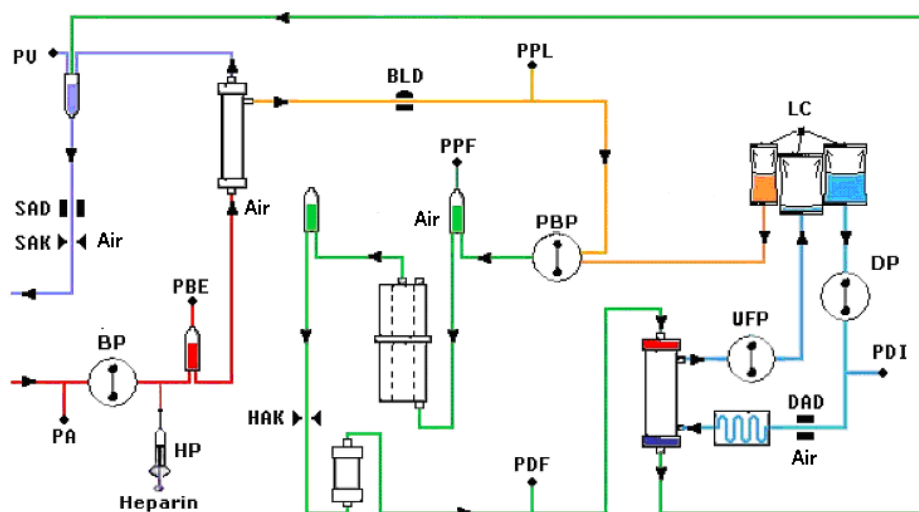 PV
BLD
PPL
LC
PPF
SAD
Air
Air
PBP
SAK
Air
DP
PBE
UFP
BP
PDI
HAK
DAD
PA
HP
PDF
Air
Heparin